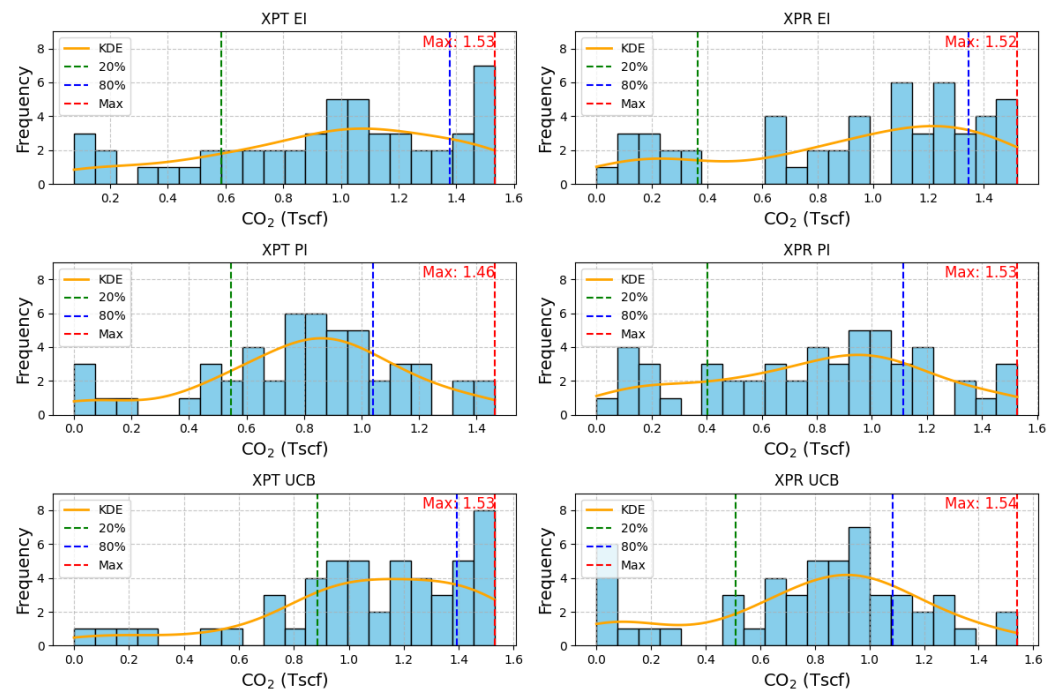 XPT EI
Max: 1.53
KDE
20%
80%
Max
Frequency
0
2
4
6
8
0.2 0.4 0.6 0.8 1.0 1.2 1.4 1.6
CO₂ (Tscf)
XPR EI
Max: 1.52
KDE
20%
80%
Max
Frequency
0
2
4
6
8
0.0 0.2 0.4 0.6 0.8 1.0 1.2 1.4
CO₂ (Tscf)
XPT PI
Max: 1.46
KDE
20%
80%
Max
Frequency
0
2
4
6
8
0.0 0.2 0.4 0.6 0.8 1.0 1.2 1.4
CO₂ (Tscf)
XPR PI
Max: 1.53
KDE
20%
80%
Max
Frequency
0
2
4
6
8
0.0 0.2 0.4 0.6 0.8 1.0 1.2 1.4 1.6
CO₂ (Tscf)
XPT UCB
Max: 1.53
KDE
20%
80%
Max
Frequency
0
2
4
6
8
0.0 0.2 0.4 0.6 0.8 1.0 1.2 1.4 1.6
CO₂ (Tscf)
XPR UCB
Max: 1.54
KDE
20%
80%
Max
Frequency
0
2
4
6
8
0.0 0.2 0.4 0.6 0.8 1.0 1.2 1.4
CO₂ (Tscf)